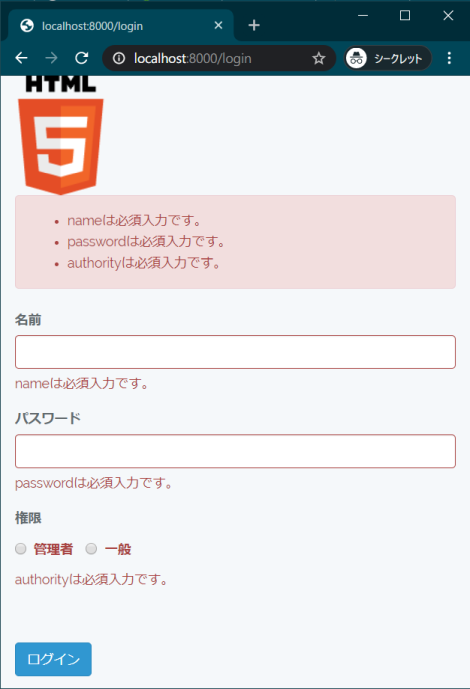 localhost:8000/login
localhost:8000/login
シークレット
HTML
5
nameは必須入力です。
passwordは必須入力です。
authorityは必須入力です。
名前
nameは必須入力です。
パスワード
passwordは必須入力です。
権限
管理者 一般
authorityは必須入力です。
ログイン